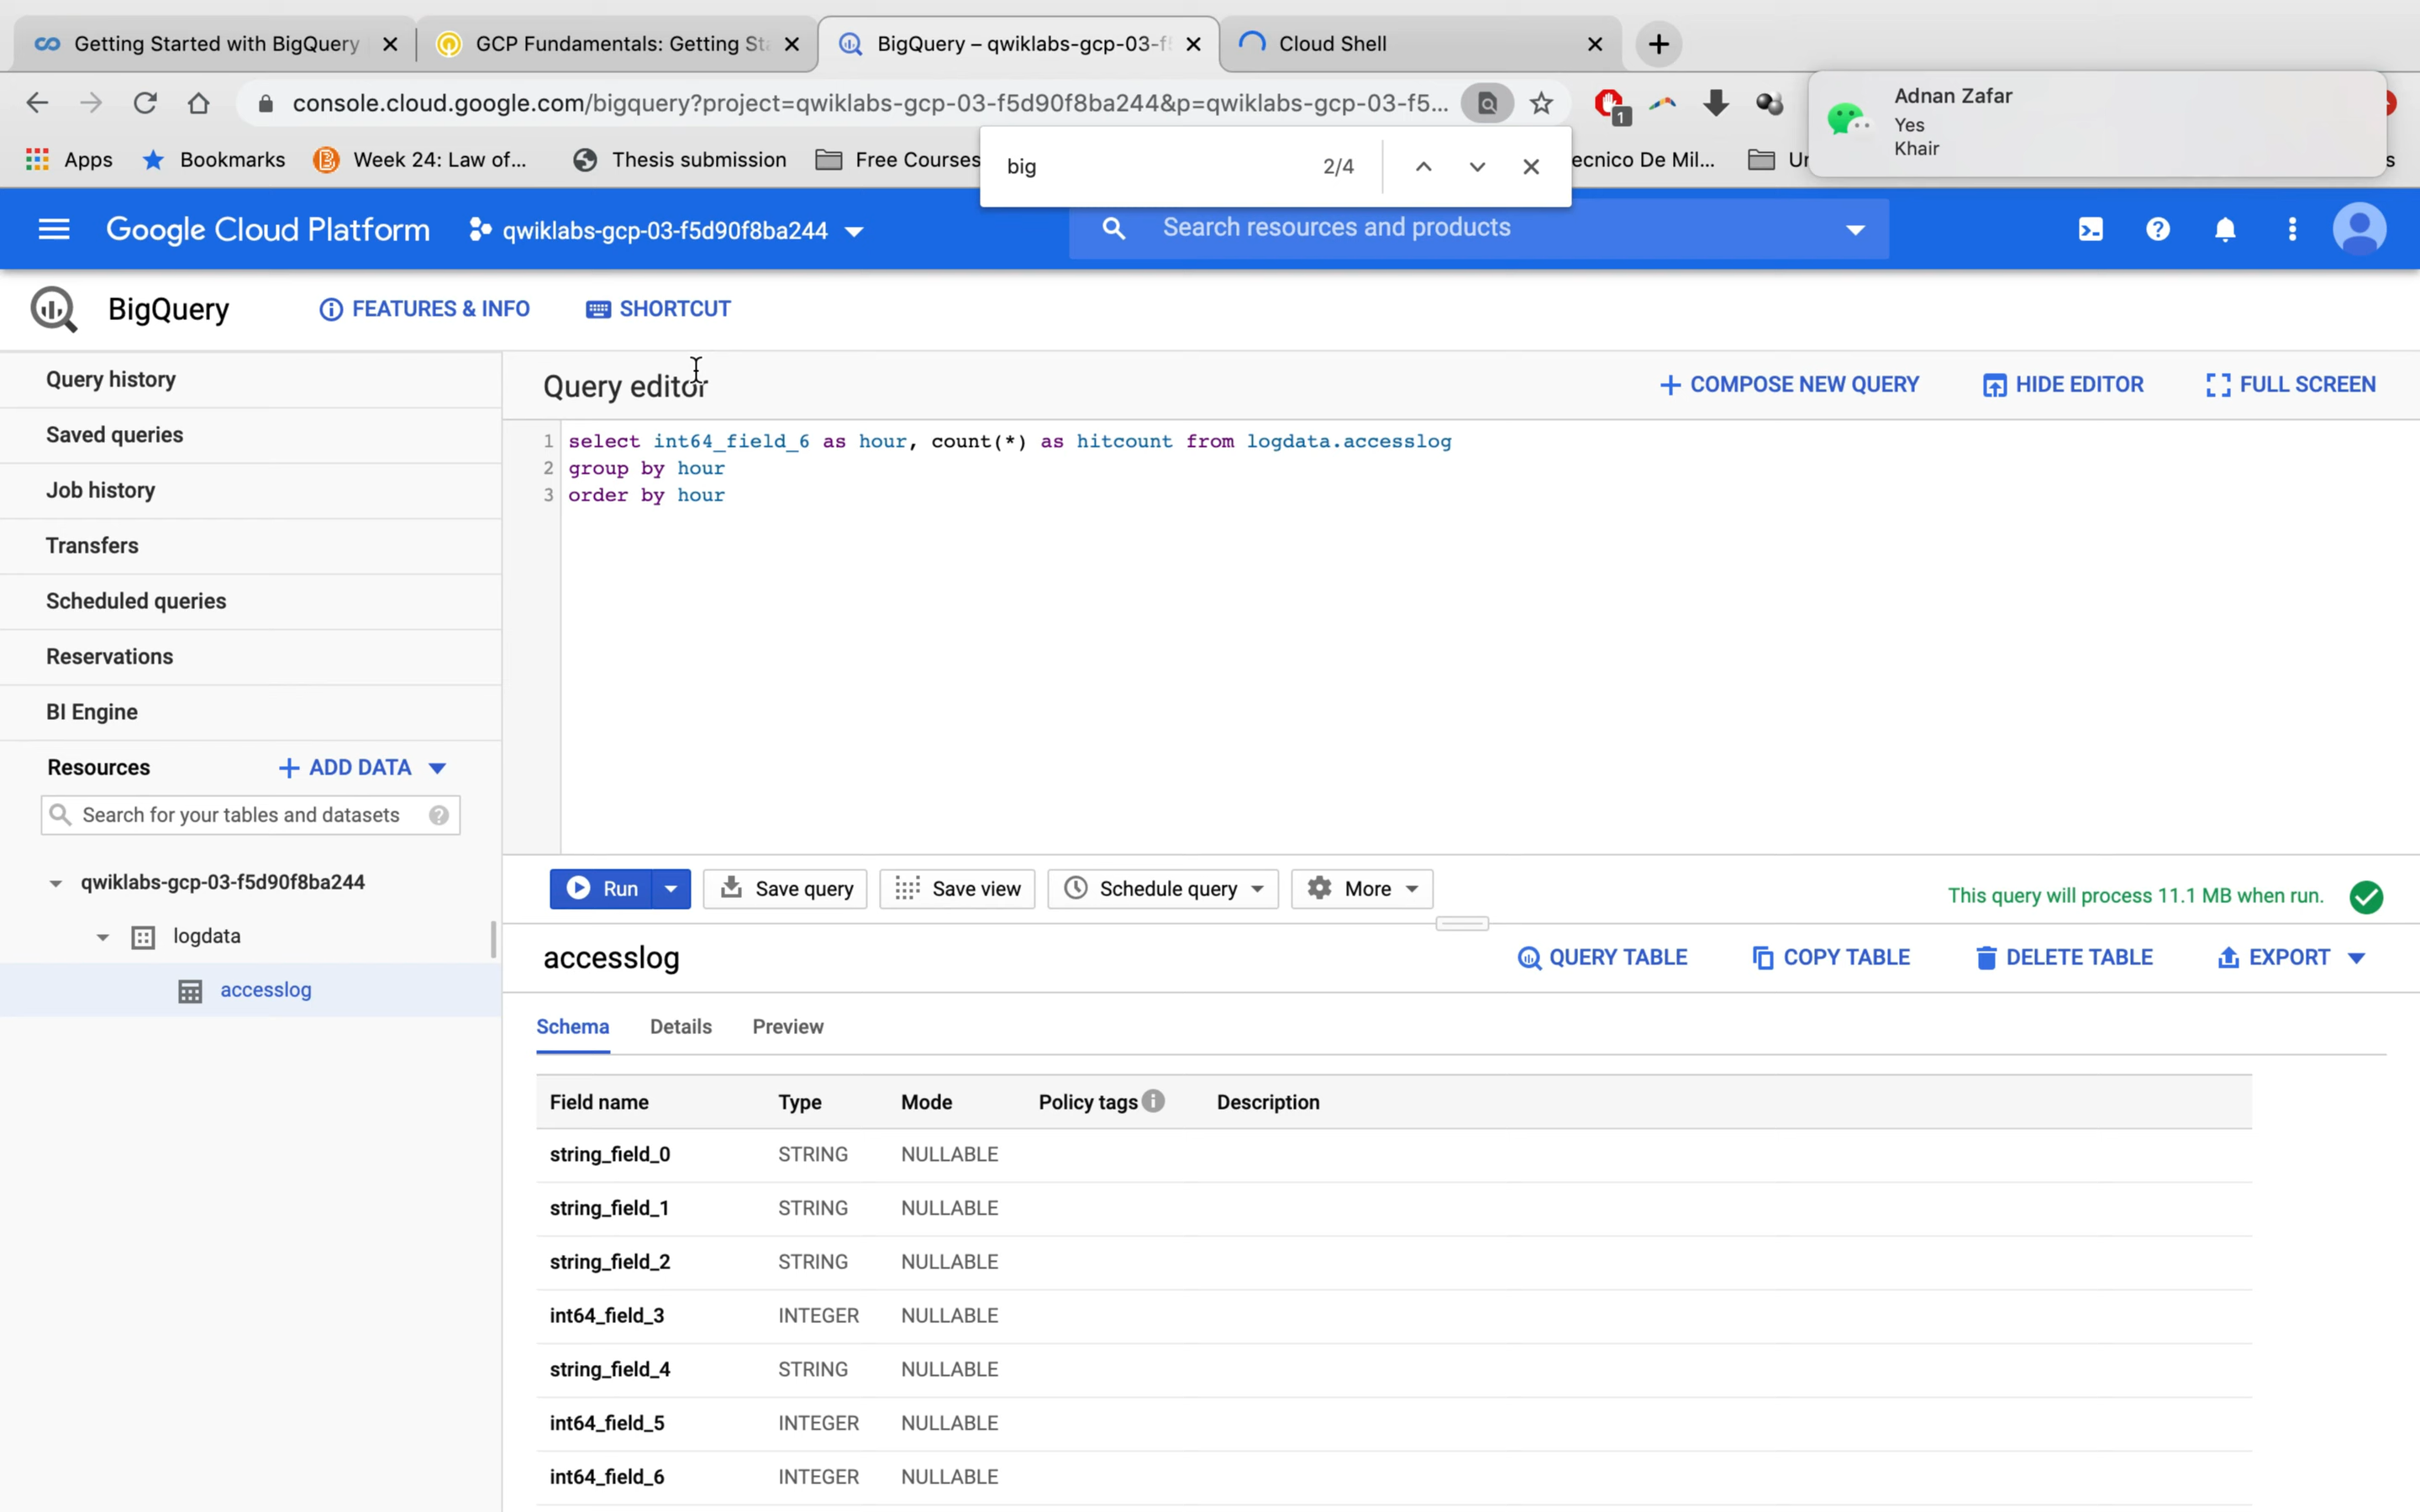 Getting Started with BigQuery
GCP Fundamentals: Getting St
BigQuery – qwiklabs-gcp-03-f
Cloud Shell
console.cloud.google.com/bigquery?project=qwiklabs-gcp-03-f5d90f8ba244&p=qwiklabs-gcp-03-f5...
1
Adnan Zafar
Yes
Khair
Apps
Bookmarks
Week 24: Law of...
Thesis submission
Free Courses
big
2/4
ecnico De Mil...
Ur
s
Google Cloud Platform
qwiklabs-gcp-03-f5d90f8ba244
Search resources and products
BigQuery
FEATURES & INFO
SHORTCUT
Query history
Saved queries
Job history
Transfers
Scheduled queries
Reservations
BI Engine
Resources
ADD DATA
Search for your tables and datasets
qwiklabs-gcp-03-f5d90f8ba244
logdata
accesslog
Query editor
COMPOSE NEW QUERY
HIDE EDITOR
FULL SCREEN
1 select int64_field_6 as hour, count(*) as hitcount from logdata.accesslog
2 group by hour
3 order by hour
Run
Save query
Save view
Schedule query
More
This query will process 11.1 MB when run.
accesslog
QUERY TABLE
COPY TABLE
DELETE TABLE
EXPORT
Schema
Details
Preview
Field name Type Mode Policy tags Description
string_field_0 STRING NULLABLE
string_field_1 STRING NULLABLE
string_field_2 STRING NULLABLE
int64_field_3 INTEGER NULLABLE
string_field_4 STRING NULLABLE
int64_field_5 INTEGER NULLABLE
int64_field_6 INTEGER NULLABLE